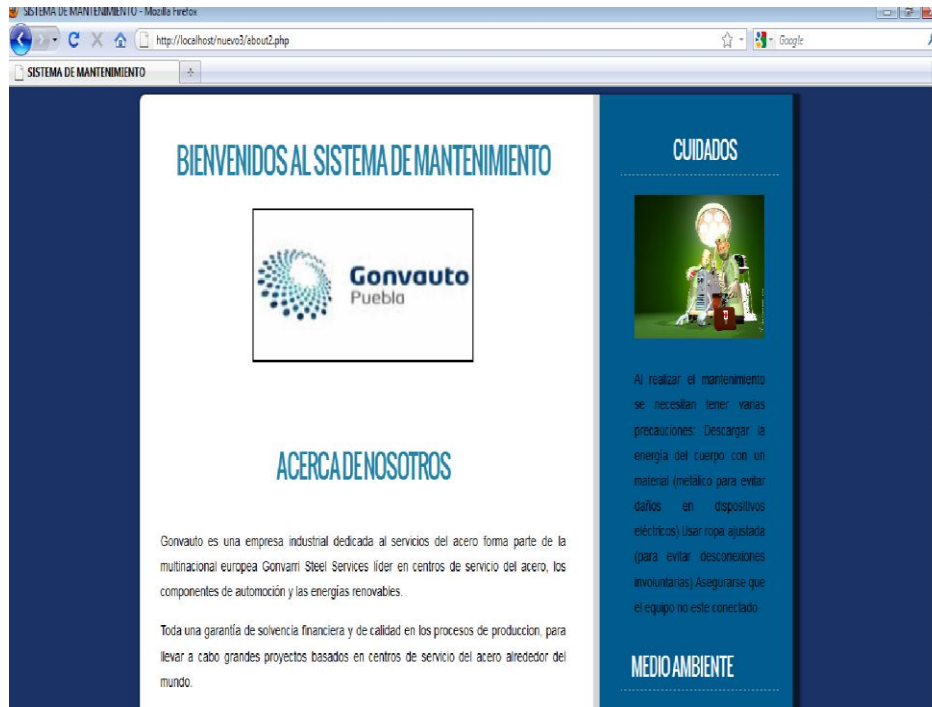 SISTEMA DE MANTENIMIENTO - Mozilla Firefox
http://localhost/nuevo3/about2.php
Google
SISTEMA DE MANTENIMIENTO
BIENVENIDOS AL SISTEMA DE MANTENIMIENTO
Gonvauto
Puebla
ACERCA DE NOSOTROS
Gonvauto es una empresa industrial dedicada al servicios del acero forma parte de la
multinacional europea Gonvarri Steel Services líder en centros de servicio del acero, los
componentes de automoción y las energías renovables.
Toda una garantía de solvencia financiera y de calidad en los procesos de produccion, para
llevar a cabo grandes proyectos basados en centros de servicio del acero alrededor del
mundo.
CUIDADOS
Al realizar el mantenimiento
se necesitan tener varias
precauciones: Descargar la
energía del cuerpo con un
material (metálico para evitar
daños en dispositivos
eléctricos) Usar ropa ajustada
(para evitar desconexiones
involuntarias) Asegurarse que
el equipo no este conectado.
MEDIO AMBIENTE